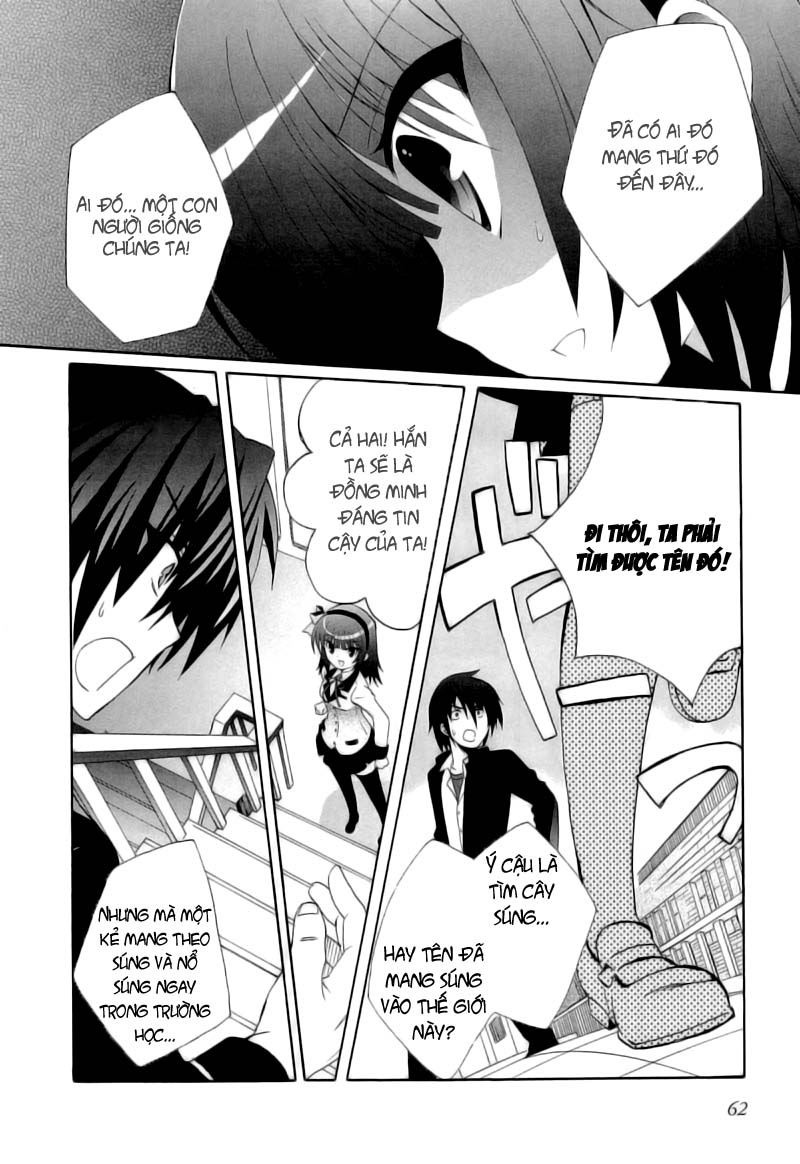 ĐÃ CÓ AI ĐÓ
MANG THỨ ĐÓ
ĐẾN ĐÂY...
AI ĐÓ... MỘT CON
NGƯỜI GIỐNG
CHÚNG TA!
ĐI THÔI, TA PHẢI
TÌM ĐƯỢC TÊN ĐÓ!
Ý CẬU LÀ
TÌM CÂY
SÚNG...
HAY TÊN ĐÃ
MANG SÚNG
VÀO THẾ GIỚI
NÀY?
CẢ HAI! HẮN
TA SẼ LÀ
ĐỒNG MINH
ĐÁNG TIN
CẬY CỦA TA!
NHƯNG MÀ MỘT
KẺ MANG THEO
SÚNG VÀ NỔ
SÚNG NGAY
TRONG TRƯỜNG
HỌC...
62